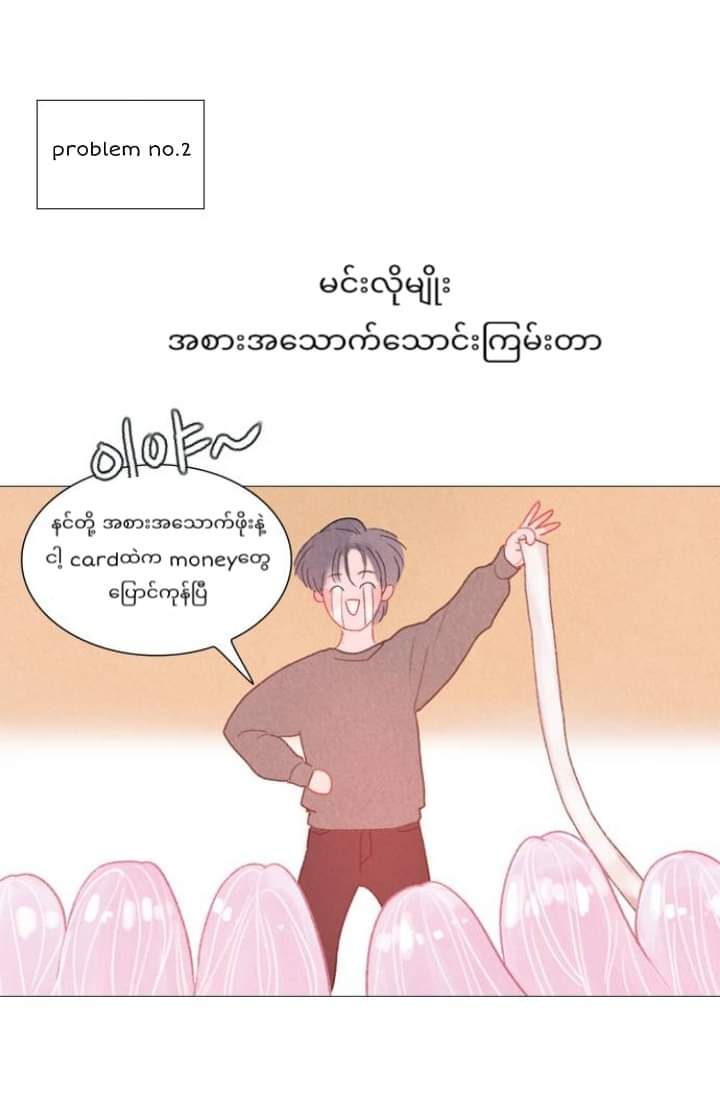 problem no.2
မင်းလိုမျိုး
အစားအသောက်သောင်းကြမ်းတာ
이야~
နင်တို့ အစားအသောက်ဖိုးနဲ့
ငါ့ cardထဲက moneyတွေ
ပြောင်ကုန်ပြီ